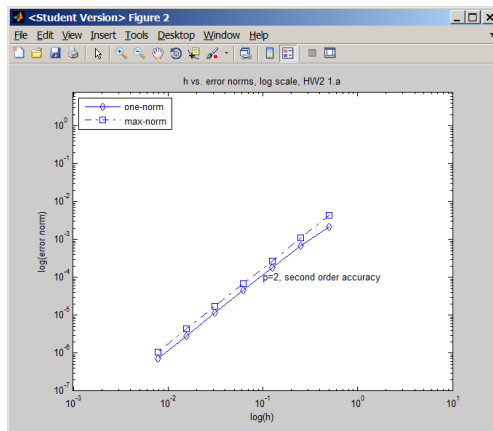 <Student Version> Figure 2
File Edit View Insert Tools Desktop Window Help
h vs. error norms, log scale, HW2 1.a
one-norm
max-norm
10^0
10^-1
10^-2
10^-3
10^-4
10^-5
10^-6
10^-7
log(error norm)
p=2, second order accuracy
10^-3 10^-2 10^-1 10^0 10^1
log(h)